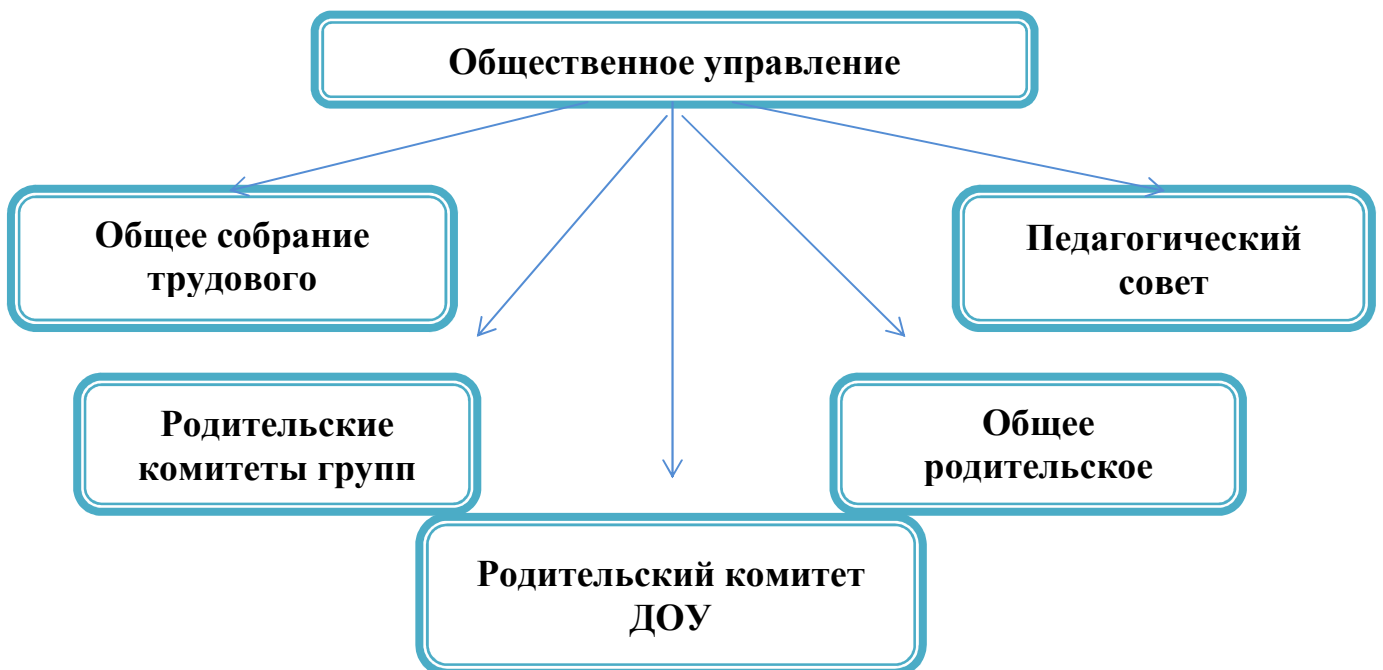 Общественное управление
Общее собрание
трудового
Педагогический
совет
Родительские
комитеты групп
Общее
родительское
Родительский комитет
ДОУ